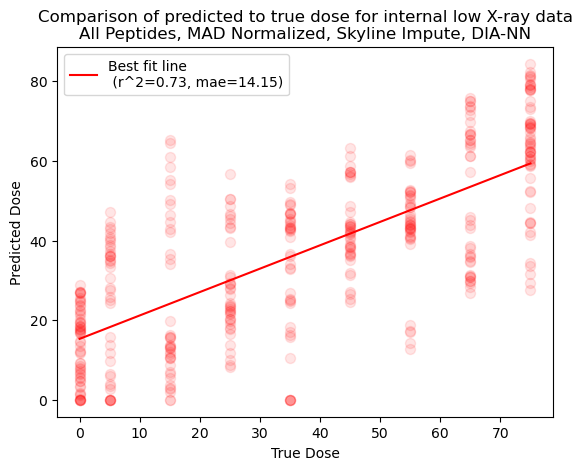 Comparison of predicted to true dose for internal low X-ray data
All Peptides, MAD Normalized, Skyline Impute, DIA-NN
Best fit line
(r^2=0.73, mae=14.15)
Predicted Dose
80
60
40
20
0
0 10 20 30 40 50 60 70
True Dose